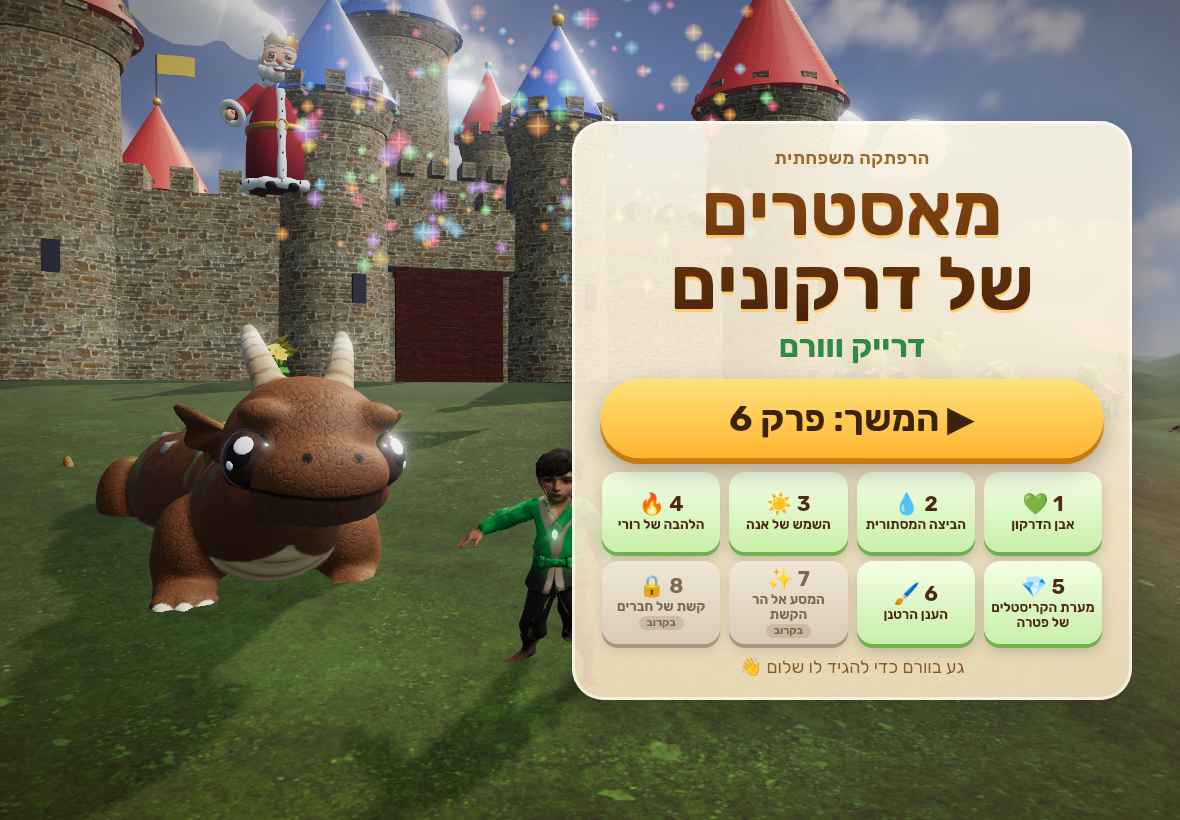 הרפתקה משפחתית
מאסטרים
של דרקונים
דרייק ווורם
▶ המשך: פרק 6
1 💚
אבן הדרקון
2 💧
הביצה המסתורית
3 ☀️
השמש של אנה
4 🔥
הלהבה של רורי
5 💎
מערת הקריסטלים
של פטרה
6 🖌️
הענן הרטנן
7 ✨
המסע אל הר
הקשת
בקרוב
8 🔒
קשת של חברים
בקרוב
גע בוורם כדי להגיד לו שלום 👋